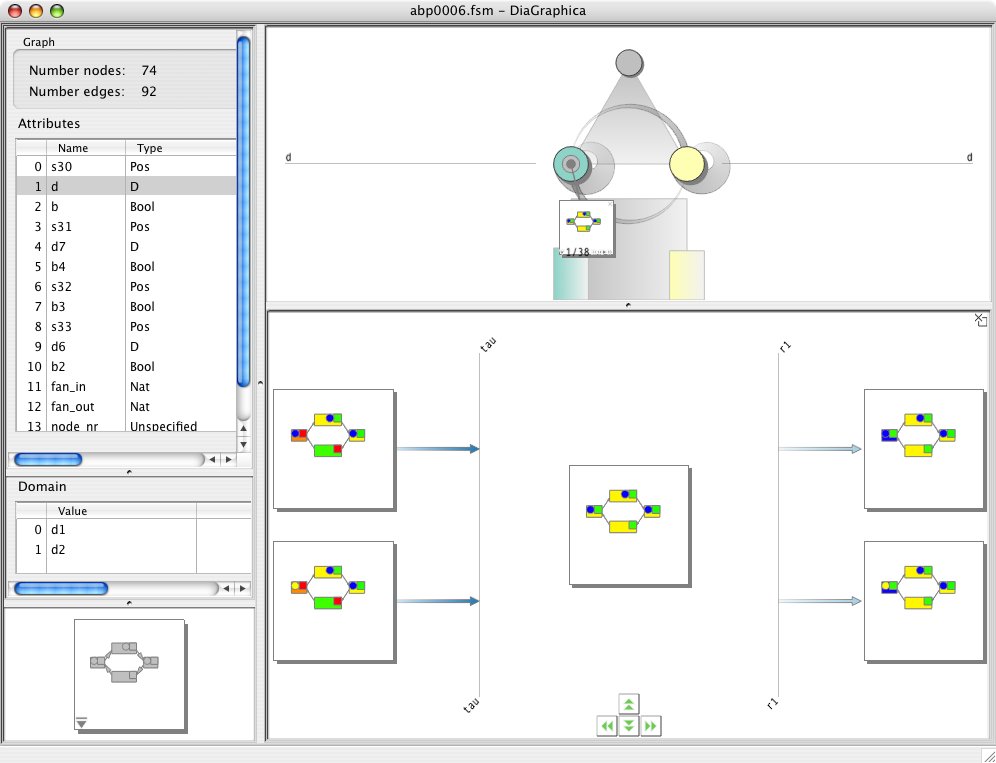 abp0006.fsm – DiaGraphica
Graph
Number nodes: 74
Number edges: 92
Attributes
Name Type
0 s30 Pos
1 d D
2 b Bool
3 s31 Pos
4 d7 D
5 b4 Bool
6 s32 Pos
7 b3 Bool
8 s33 Pos
9 d6 D
10 b2 Bool
11 fan_in Nat
12 fan_out Nat
13 node_nr Unspecified
Domain
Value
0 d1
1 d2
d d
1/38
tau r1
tau r1